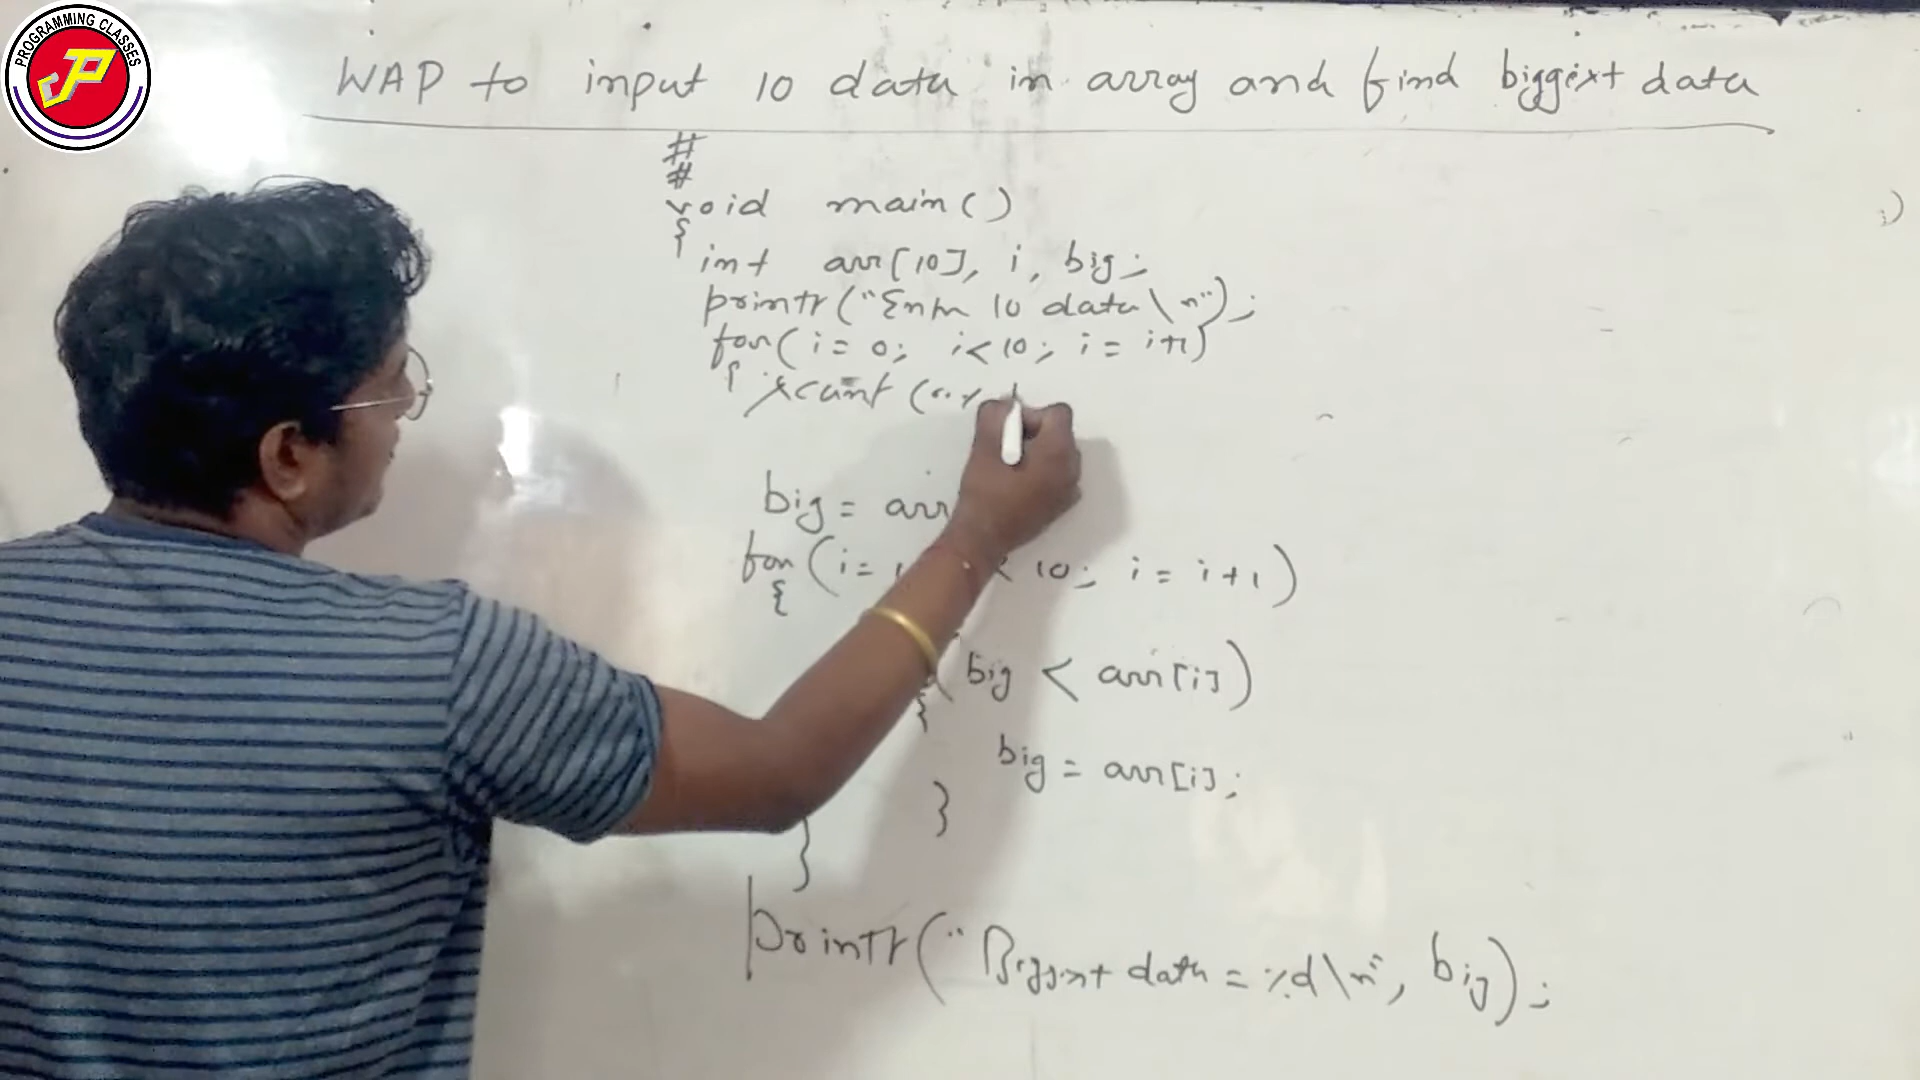 PROGRAMMING CLASSES
JP
WAP to input 10 data in array and find biggest data
#
#
void main()
{
int arr[10], i, big;
printf("Enter 10 data\n");
for(i=0; i<10; i=i+1)
{ scanf("%
big = arr
for(i= < 10; i=i+1)
{
(big < arr[i])
{
big = arr[i];
}
}
printf("Biggest data = %d\n", big);